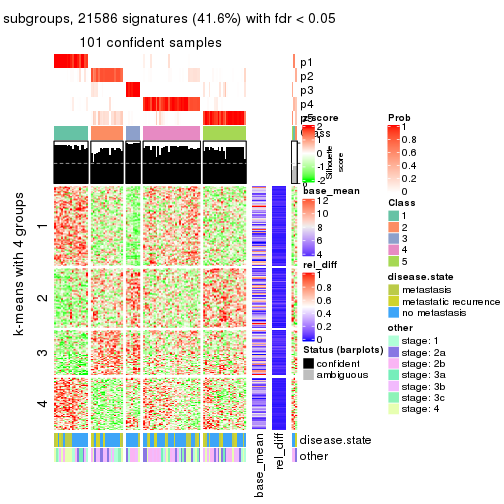 subgroups, 21586 signatures (41.6%) with fdr < 0.05
101 confident samples
p1
p2
p3
p4
p5
Class
Silhouette
score
k-means with 4 groups
1
2
3
4
z-score
2
1
0
-1
-2
base_mean
12
10
8
6
4
rel_diff
1
0.8
0.6
0.4
0.2
0
Status (barplots)
confident
ambiguous
disease.state
other
base_mean
rel_diff
Prob
1
0.8
0.6
0.4
0.2
0
Class
1
2
3
4
5
disease.state
metastasis
metastatic recurrence
no metastasis
other
stage: 1
stage: 2a
stage: 2b
stage: 3a
stage: 3b
stage: 3c
stage: 4